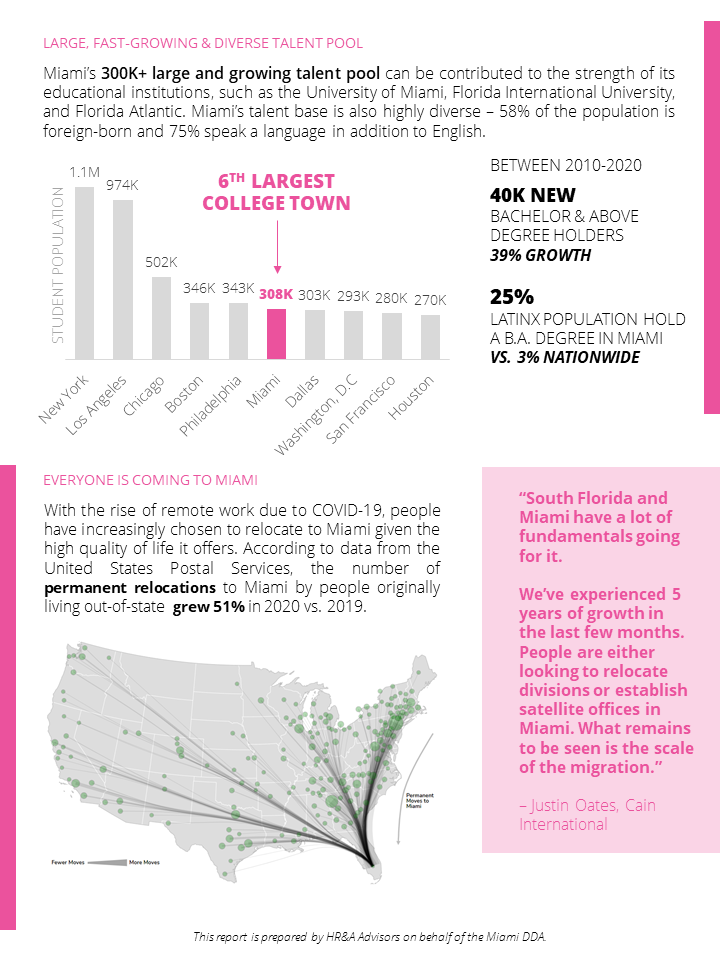 LARGE, FAST-GROWING & DIVERSE TALENT POOL
Miami's 300K+ large and growing talent pool can be contributed to the strength of its
educational institutions, such as the University of Miami, Florida International University,
and Florida Atlantic. Miami's talent base is also highly diverse – 58% of the population is
foreign-born and 75% speak a language in addition to English.
STUDENT POPULATION
1.1M
974K
502K
346K
343K
308K
303K
293K
280K
270K
6TH LARGEST
COLLEGE TOWN
New York
Los Angeles
Chicago
Boston
Philadelphia
Miami
Dallas
Washington, D.C
San Francisco
Houston
BETWEEN 2010-2020
40K NEW
BACHELOR & ABOVE
DEGREE HOLDERS
39% GROWTH
25%
LATINX POPULATION HOLD
A B.A. DEGREE IN MIAMI
VS. 3% NATIONWIDE
EVERYONE IS COMING TO MIAMI
With the rise of remote work due to COVID-19, people
have increasingly chosen to relocate to Miami given the
high quality of life it offers. According to data from the
United States Postal Services, the number of
permanent relocations to Miami by people originally
living out-of-state grew 51% in 2020 vs. 2019.
Permanent
Moves to
Miami
Fewer Moves
More Moves
"South Florida and
Miami have a lot of
fundamentals going
for it.
We've experienced 5
years of growth in
the last few months.
People are either
looking to relocate
divisions or establish
satellite offices in
Miami. What remains
to be seen is the scale
of the migration."
– Justin Oates, Cain
International
This report is prepared by HR&A Advisors on behalf of the Miami DDA.